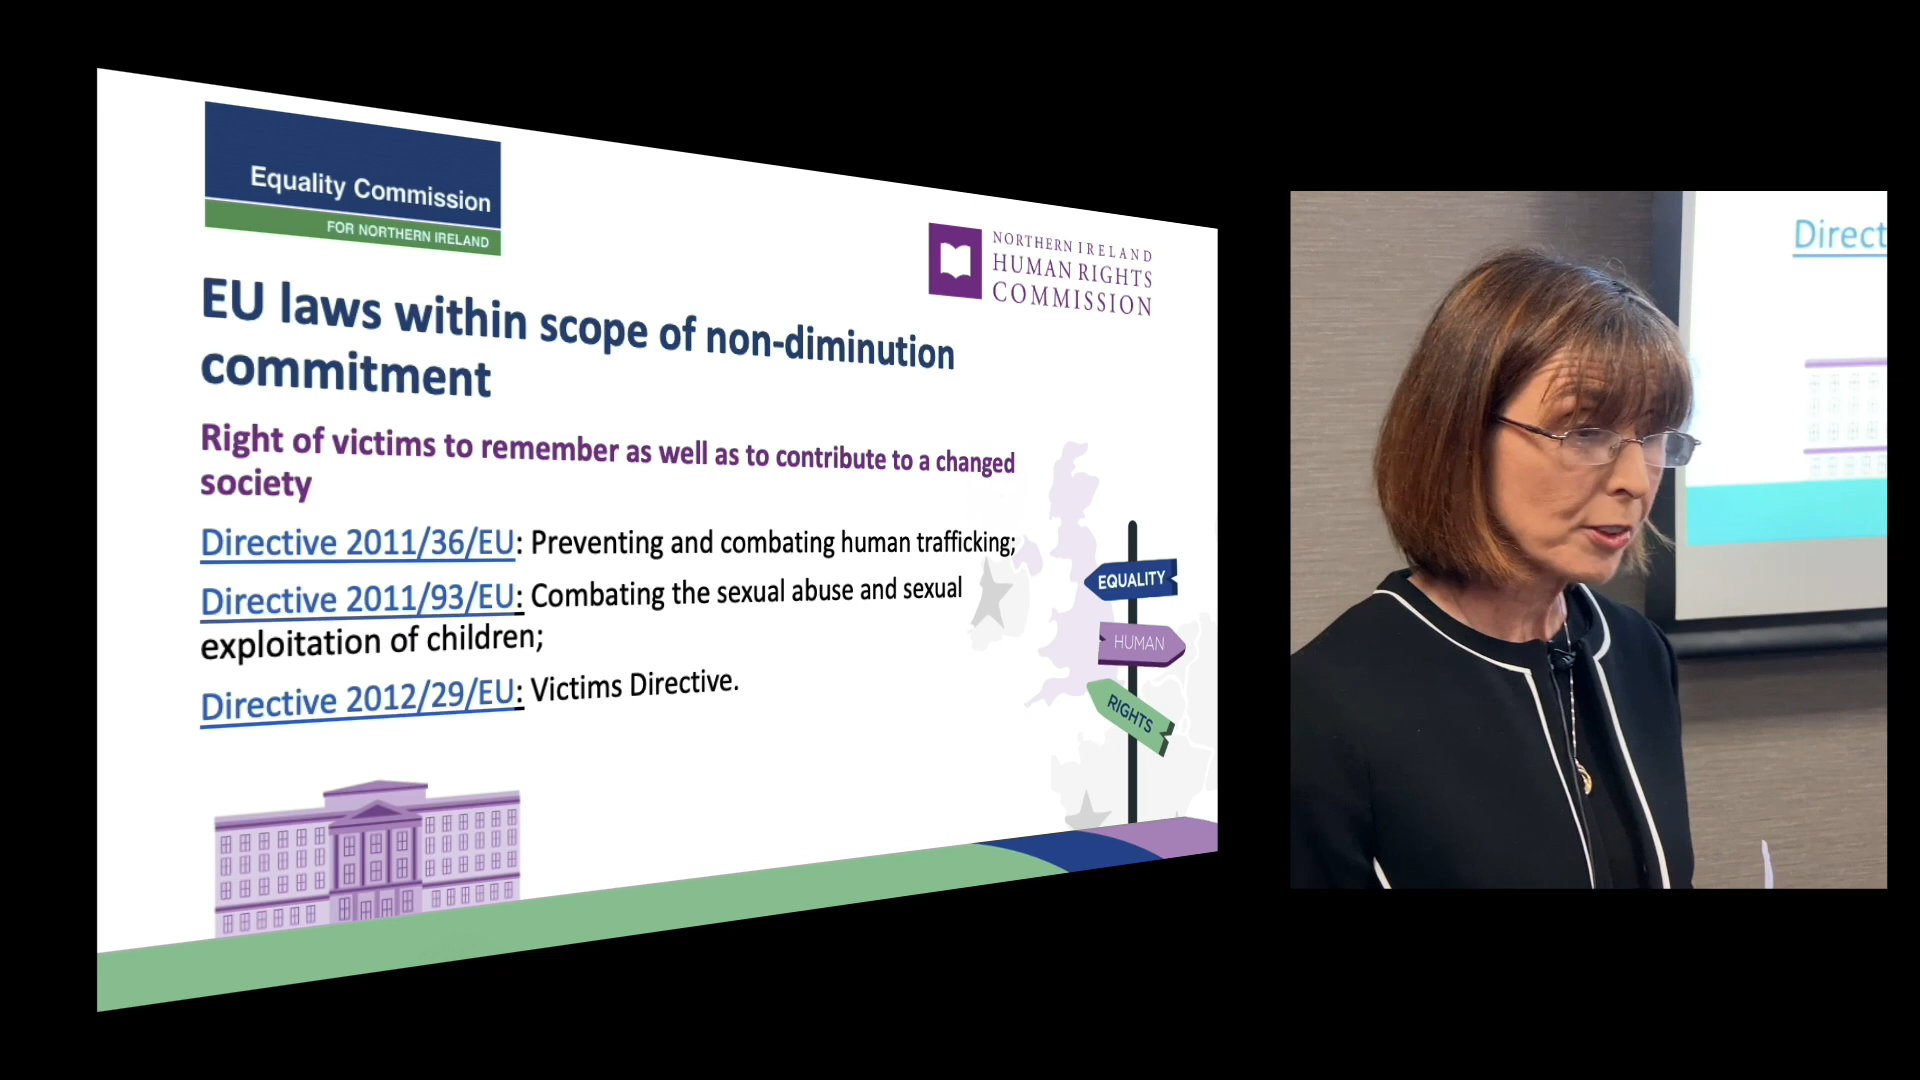 Equality Commission
FOR NORTHERN IRELAND
NORTHERN IRELAND
HUMAN RIGHTS
COMMISSION
EU laws within scope of non-diminution
commitment
Right of victims to remember as well as to contribute to a changed
society
Directive 2011/36/EU: Preventing and combating human trafficking;
Directive 2011/93/EU: Combating the sexual abuse and sexual
exploitation of children;
Directive 2012/29/EU: Victims Directive.
EQUALITY
HUMAN
RIGHTS
Direct